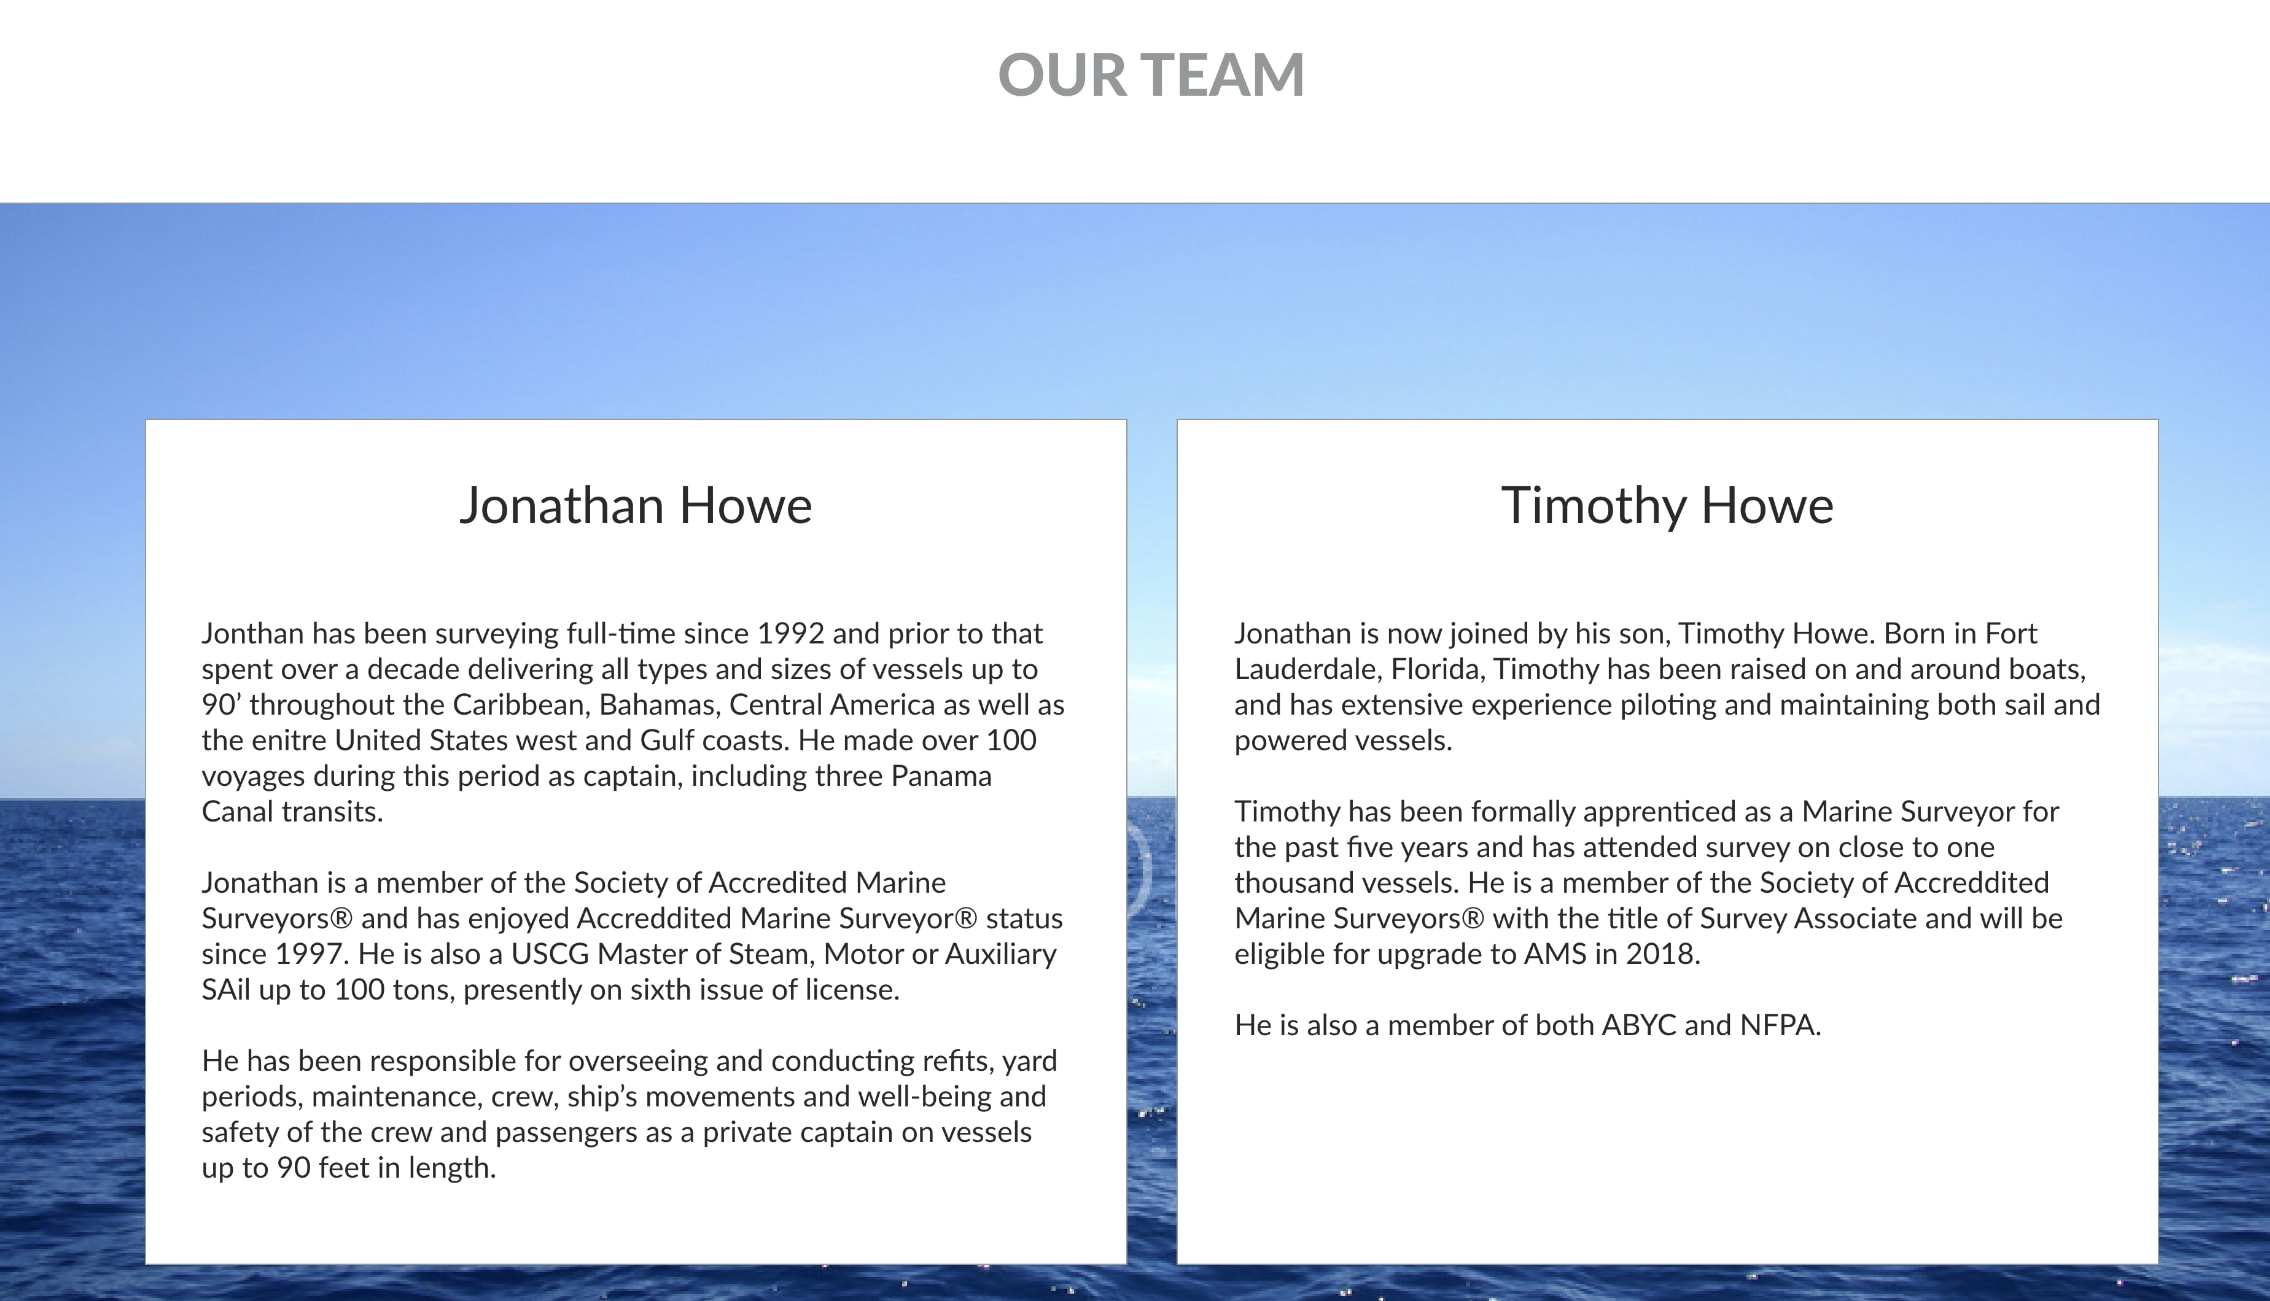 OUR TEAM
Jonathan Howe
Jonthan has been surveying full-time since 1992 and prior to that
spent over a decade delivering all types and sizes of vessels up to
90’ throughout the Caribbean, Bahamas, Central America as well as
the enitre United States west and Gulf coasts. He made over 100
voyages during this period as captain, including three Panama
Canal transits.
Jonathan is a member of the Society of Accredited Marine
Surveyors® and has enjoyed Accreddited Marine Surveyor® status
since 1997. He is also a USCG Master of Steam, Motor or Auxiliary
SAil up to 100 tons, presently on sixth issue of license.
He has been responsible for overseeing and conducting refits, yard
periods, maintenance, crew, ship’s movements and well-being and
safety of the crew and passengers as a private captain on vessels
up to 90 feet in length.
Timothy Howe
Jonathan is now joined by his son, Timothy Howe. Born in Fort
Lauderdale, Florida, Timothy has been raised on and around boats,
and has extensive experience piloting and maintaining both sail and
powered vessels.
Timothy has been formally apprenticed as a Marine Surveyor for
the past five years and has attended survey on close to one
thousand vessels. He is a member of the Society of Accreddited
Marine Surveyors® with the title of Survey Associate and will be
eligible for upgrade to AMS in 2018.
He is also a member of both ABYC and NFPA.